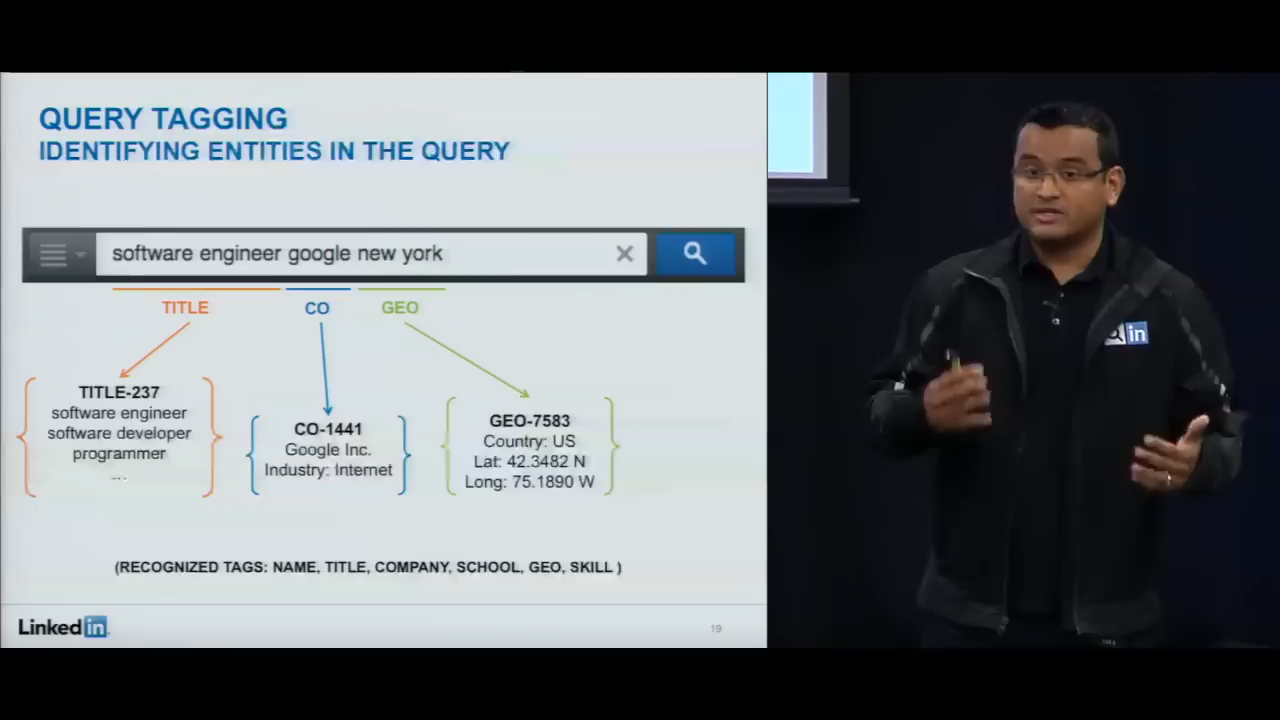 QUERY TAGGING
IDENTIFYING ENTITIES IN THE QUERY
software engineer google new york
TITLE
CO
GEO
TITLE-237
software engineer
software developer
programmer
...
CO-1441
Google Inc.
Industry: Internet
GEO-7583
Country: US
Lat: 42.3482 N
Long: 75.1890 W
(RECOGNIZED TAGS: NAME, TITLE, COMPANY, SCHOOL, GEO, SKILL )
LinkedIn
19
in